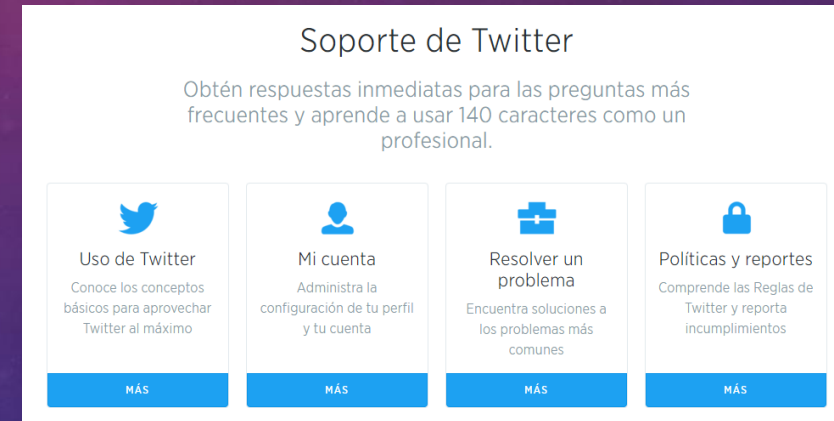 Soporte de Twitter
Obtén respuestas inmediatas para las preguntas más
frecuentes y aprende a usar 140 caracteres como un
profesional.
Uso de Twitter
Conoce los conceptos
básicos para aprovechar
Twitter al máximo
MÁS
Mi cuenta
Administra la
configuración de tu perfil
y tu cuenta
MÁS
Resolver un
problema
Encuentra soluciones a
los problemas más
comunes
MÁS
Políticas y reportes
Comprende las Reglas de
Twitter y reporta
incumplimientos
MÁS